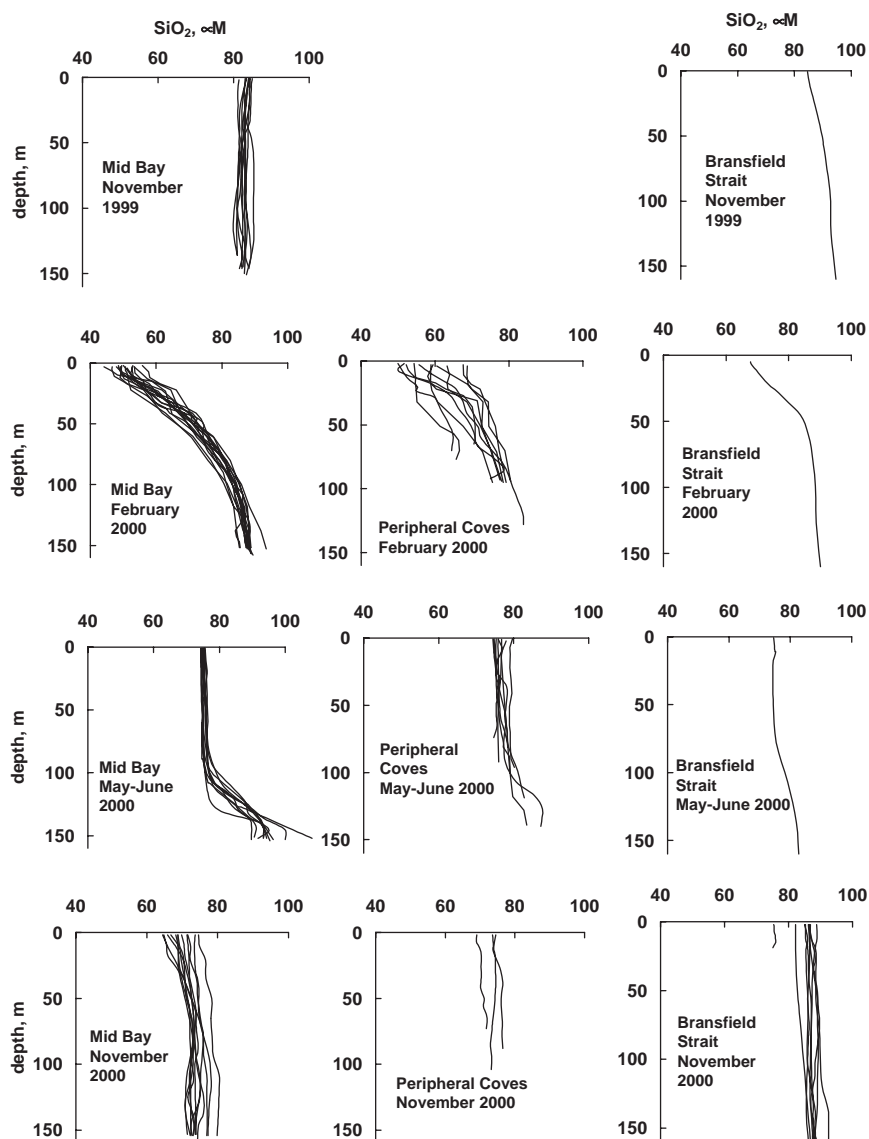 SiO2, ∝M
SiO2, ∝M
40 60 80 100
40 60 80 100
0
50
100
150
depth, m
Mid Bay
November
1999
0
50
100
150
Bransfield
Strait
November
1999
40 60 80 100
40 60 80 100
40 60 80 100
0
50
100
150
depth, m
Mid Bay
February
2000
0
50
100
150
Peripheral Coves
February 2000
0
50
100
150
Bransfield
Strait
February
2000
40 60 80 100
40 60 80 100
40 60 80 100
0
50
100
150
depth, m
Mid Bay
May-June
2000
0
50
100
150
Peripheral
Coves
May-June 2000
0
50
100
150
Bransfield
Strait
May-June 2000
40 60 80 100
40 60 80 100
40 60 80 100
0
50
100
150
depth, m
Mid Bay
November
2000
0
50
100
150
Peripheral Coves
November 2000
0
50
100
150
Bransfield
Strait
November
2000